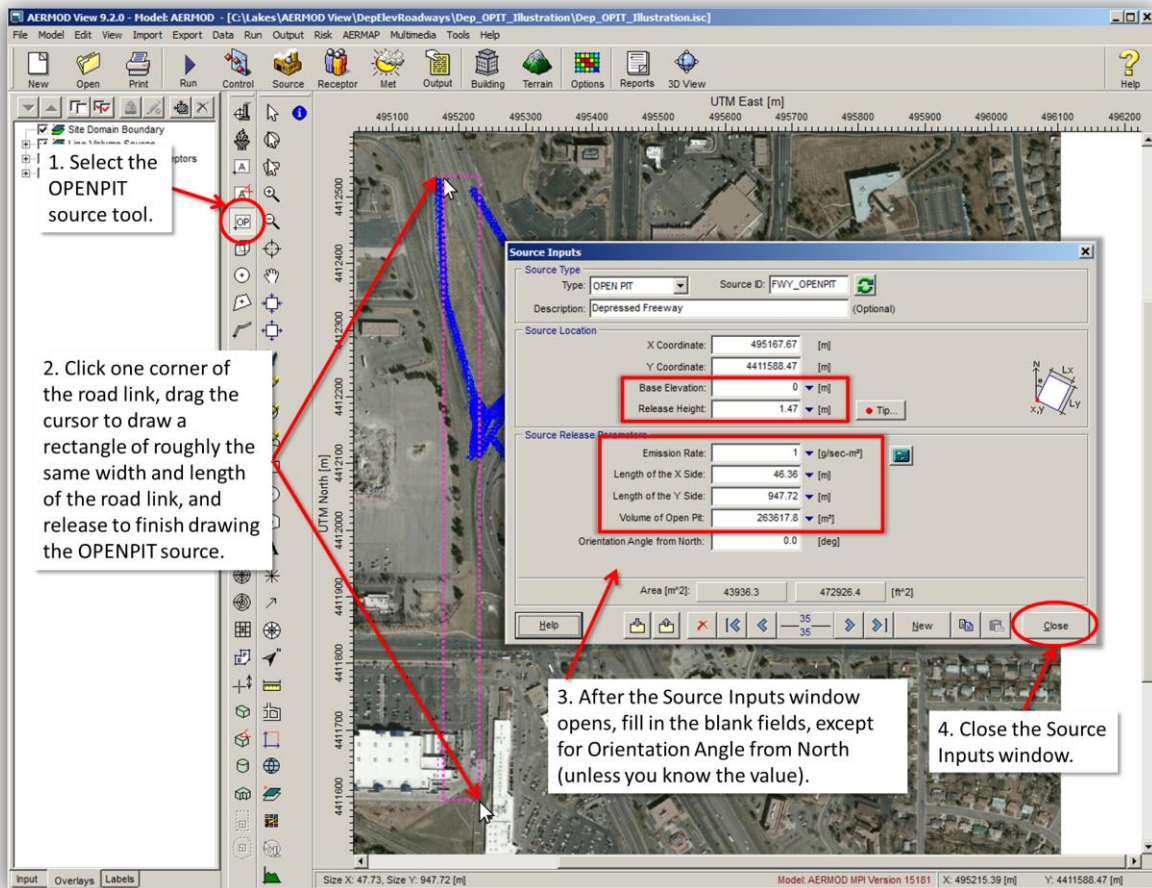 AERMOD View 9.2.0 - Model: AERMOD - [C:\Lakes\AERMOD View\DepElevRoadways\Dep_OPIT_Illustration\Dep_OPIT_Illustration.isc]
File Model Edit View Import Export Data Run Output Risk AERMAP Multimedia Tools Help
New Open Print Run Control Source Receptor Met Output Building Terrain Options Reports 3D View Help
UTM East [m]
495100 495200 495300 495400 495500 495600 495700 495800 495900 496000 496100 496200
Site Domain Boundary
Line Volume Source
ptors
1. Select the
OPENPIT
source tool.
A
A
OP
2. Click one corner of
the road link, drag the
cursor to draw a
rectangle of roughly the
same width and length
of the road link, and
release to finish drawing
the OPENPIT source.
UTM North [m]
4412500
4412400
4412300
4412200
4412100
4412000
4411900
4411800
4411700
4411600
Source Inputs
Source Type
Type: OPEN PIT Source ID: FWY_OPENPIT
Description: Depressed Freeway (Optional)
Source Location
X Coordinate: 495167.67 [m]
Y Coordinate: 4411588.47 [m]
Base Elevation: 0 [m]
Release Height: 1.47 [m] Tip...
N Lx
Ly
x,y
Source Release Parameters
Emission Rate: 1 [g/sec-m²]
Length of the X Side: 46.36 [m]
Length of the Y Side: 947.72 [m]
Volume of Open Pit: 263617.8 [m³]
Orientation Angle from North: 0.0 [deg]
Area [m^2]: 43936.3 472926.4 [ft^2]
Help 35 35 New Close
3. After the Source Inputs window
opens, fill in the blank fields, except
for Orientation Angle from North
(unless you know the value).
4. Close the Source
Inputs window.
Input Overlays Labels
Size X: 47.73, Size Y: 947.72 [m] Model: AERMOD MPI Version 15181 X: 495215.39 [m] Y: 4411588.47 [m]